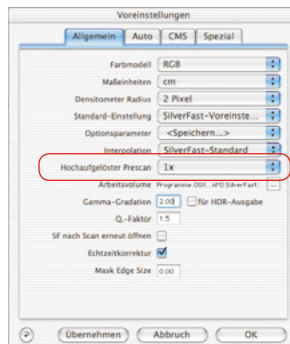 Voreinstellungen
Allgemein Auto CMS Spezial
Farbmodell RGB
Maßeinheiten cm
Densitometer Radius 2 Pixel
Standard-Einstellung SilverFast-Voreinste...
Optionsparameter <Speichern...>
Interpolation SilverFast-Standard
Hochaufgelöster Prescan 1x
Arbeitsvolume Programme OSX...
Gamma-Gradation 2.00 für HDR-Ausgabe
Q.-Faktor 1.5
SF nach Scan erneut öffnen
Echtzeitkorrektur
Mask Edge Size 0.00
Übernehmen Abbruch OK